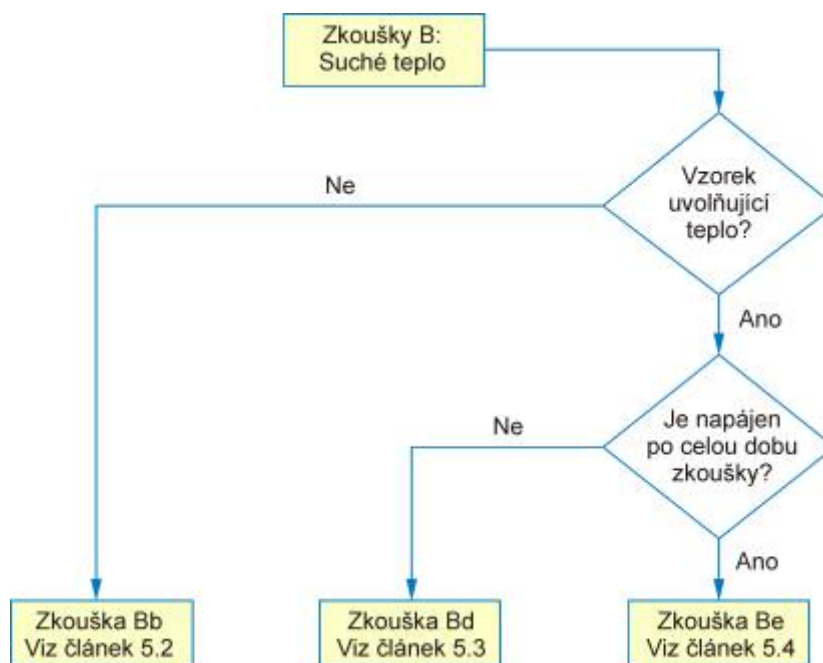 Zkoušky B:
Suché teplo
Vzorek
uvolňující
teplo?
Ne
Ano
Je napájen
po celou dobu
zkoušky?
Ne
Ano
Zkouška Bb
Viz článek 5.2
Zkouška Bd
Viz článek 5.3
Zkouška Be
Viz článek 5.4